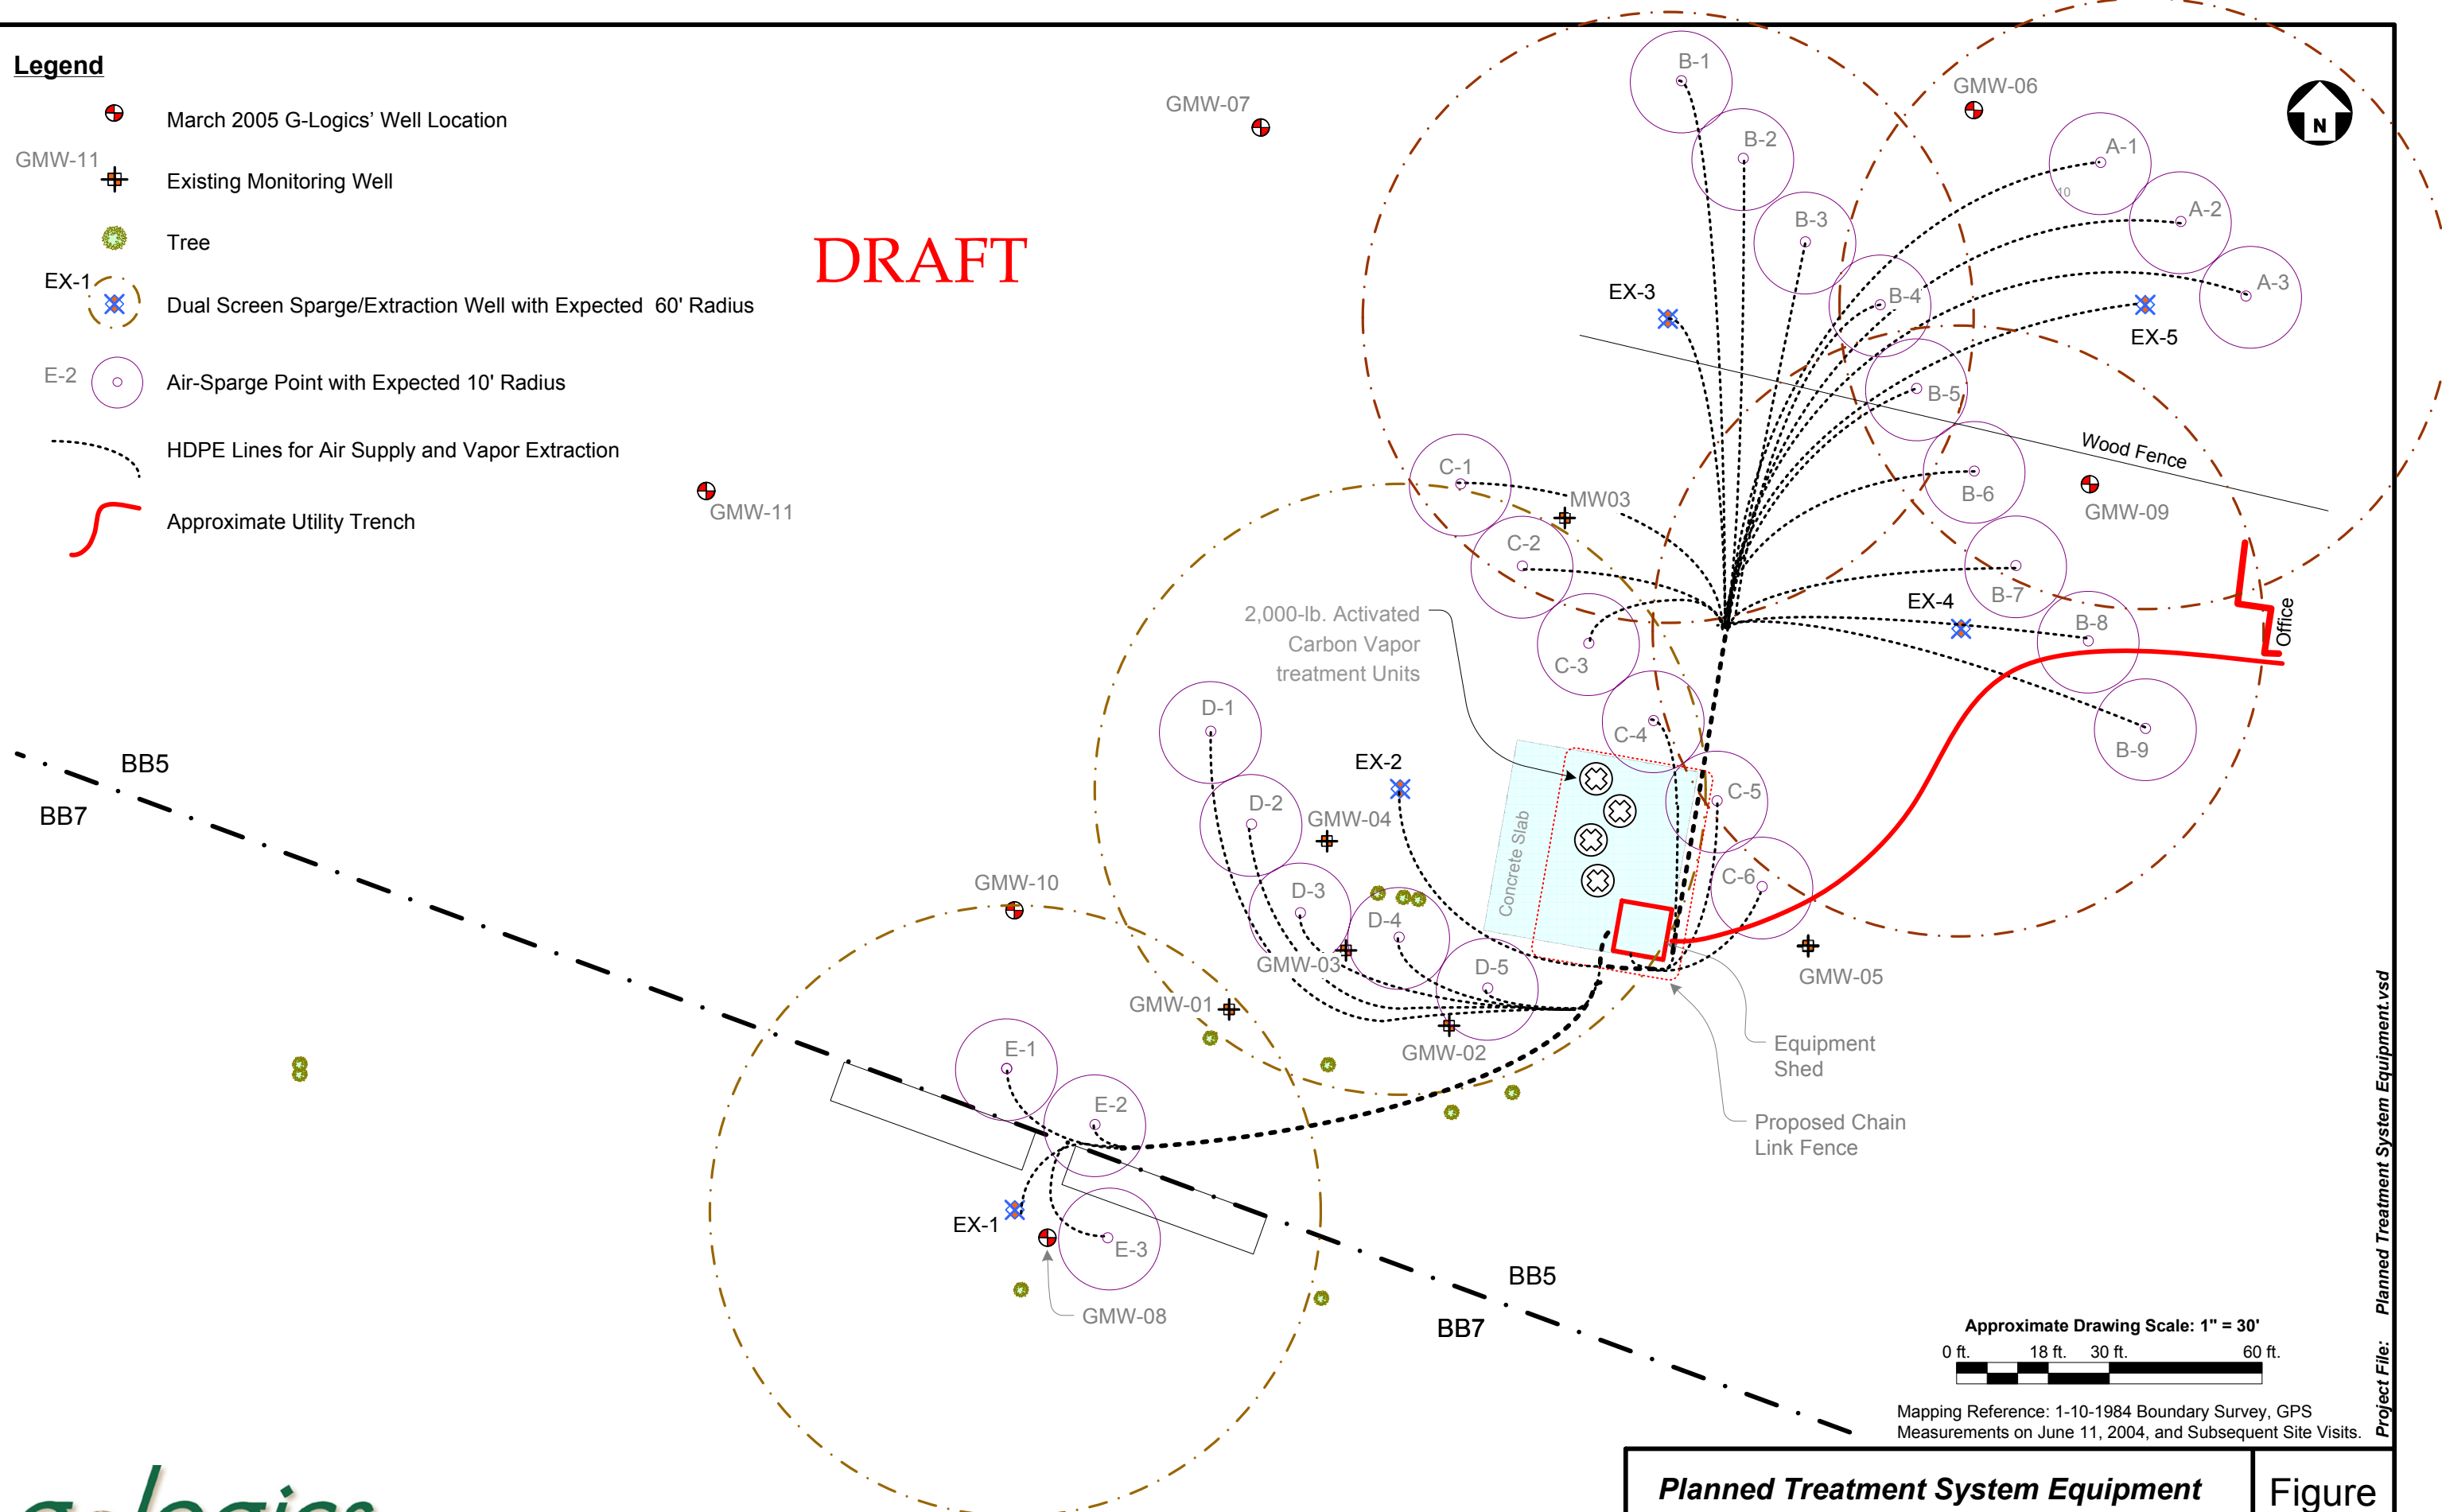 Legend
March 2005 G-Logics' Well Location
GMW-11
Existing Monitoring Well
Tree
EX-1
Dual Screen Sparge/Extraction Well with Expected 60' Radius
E-2
Air-Sparge Point with Expected 10' Radius
HDPE Lines for Air Supply and Vapor Extraction
Approximate Utility Trench
DRAFT
GMW-07
GMW-06
N
B-1
B-2
B-3
B-4
B-5
B-6
B-7
B-8
B-9
A-1
10
A-2
A-3
EX-3
EX-5
Wood Fence
GMW-09
GMW-11
C-1
MW03
C-2
C-3
C-4
C-5
C-6
EX-4
Office
2,000-lb. Activated
Carbon Vapor
treatment Units
D-1
D-2
D-3
D-4
D-5
EX-2
GMW-04
Concrete Slab
GMW-03
GMW-01
GMW-02
GMW-05
GMW-10
BB5
BB7
Equipment
Shed
Proposed Chain
Link Fence
E-1
E-2
E-3
EX-1
GMW-08
BB5
BB7
Approximate Drawing Scale: 1" = 30'
0 ft. 18 ft. 30 ft. 60 ft.
Mapping Reference: 1-10-1984 Boundary Survey, GPS
Measurements on June 11, 2004, and Subsequent Site Visits.
Project File: Planned Treatment System Equipment.vsd
Planned Treatment System Equipment
Figure
g-logics